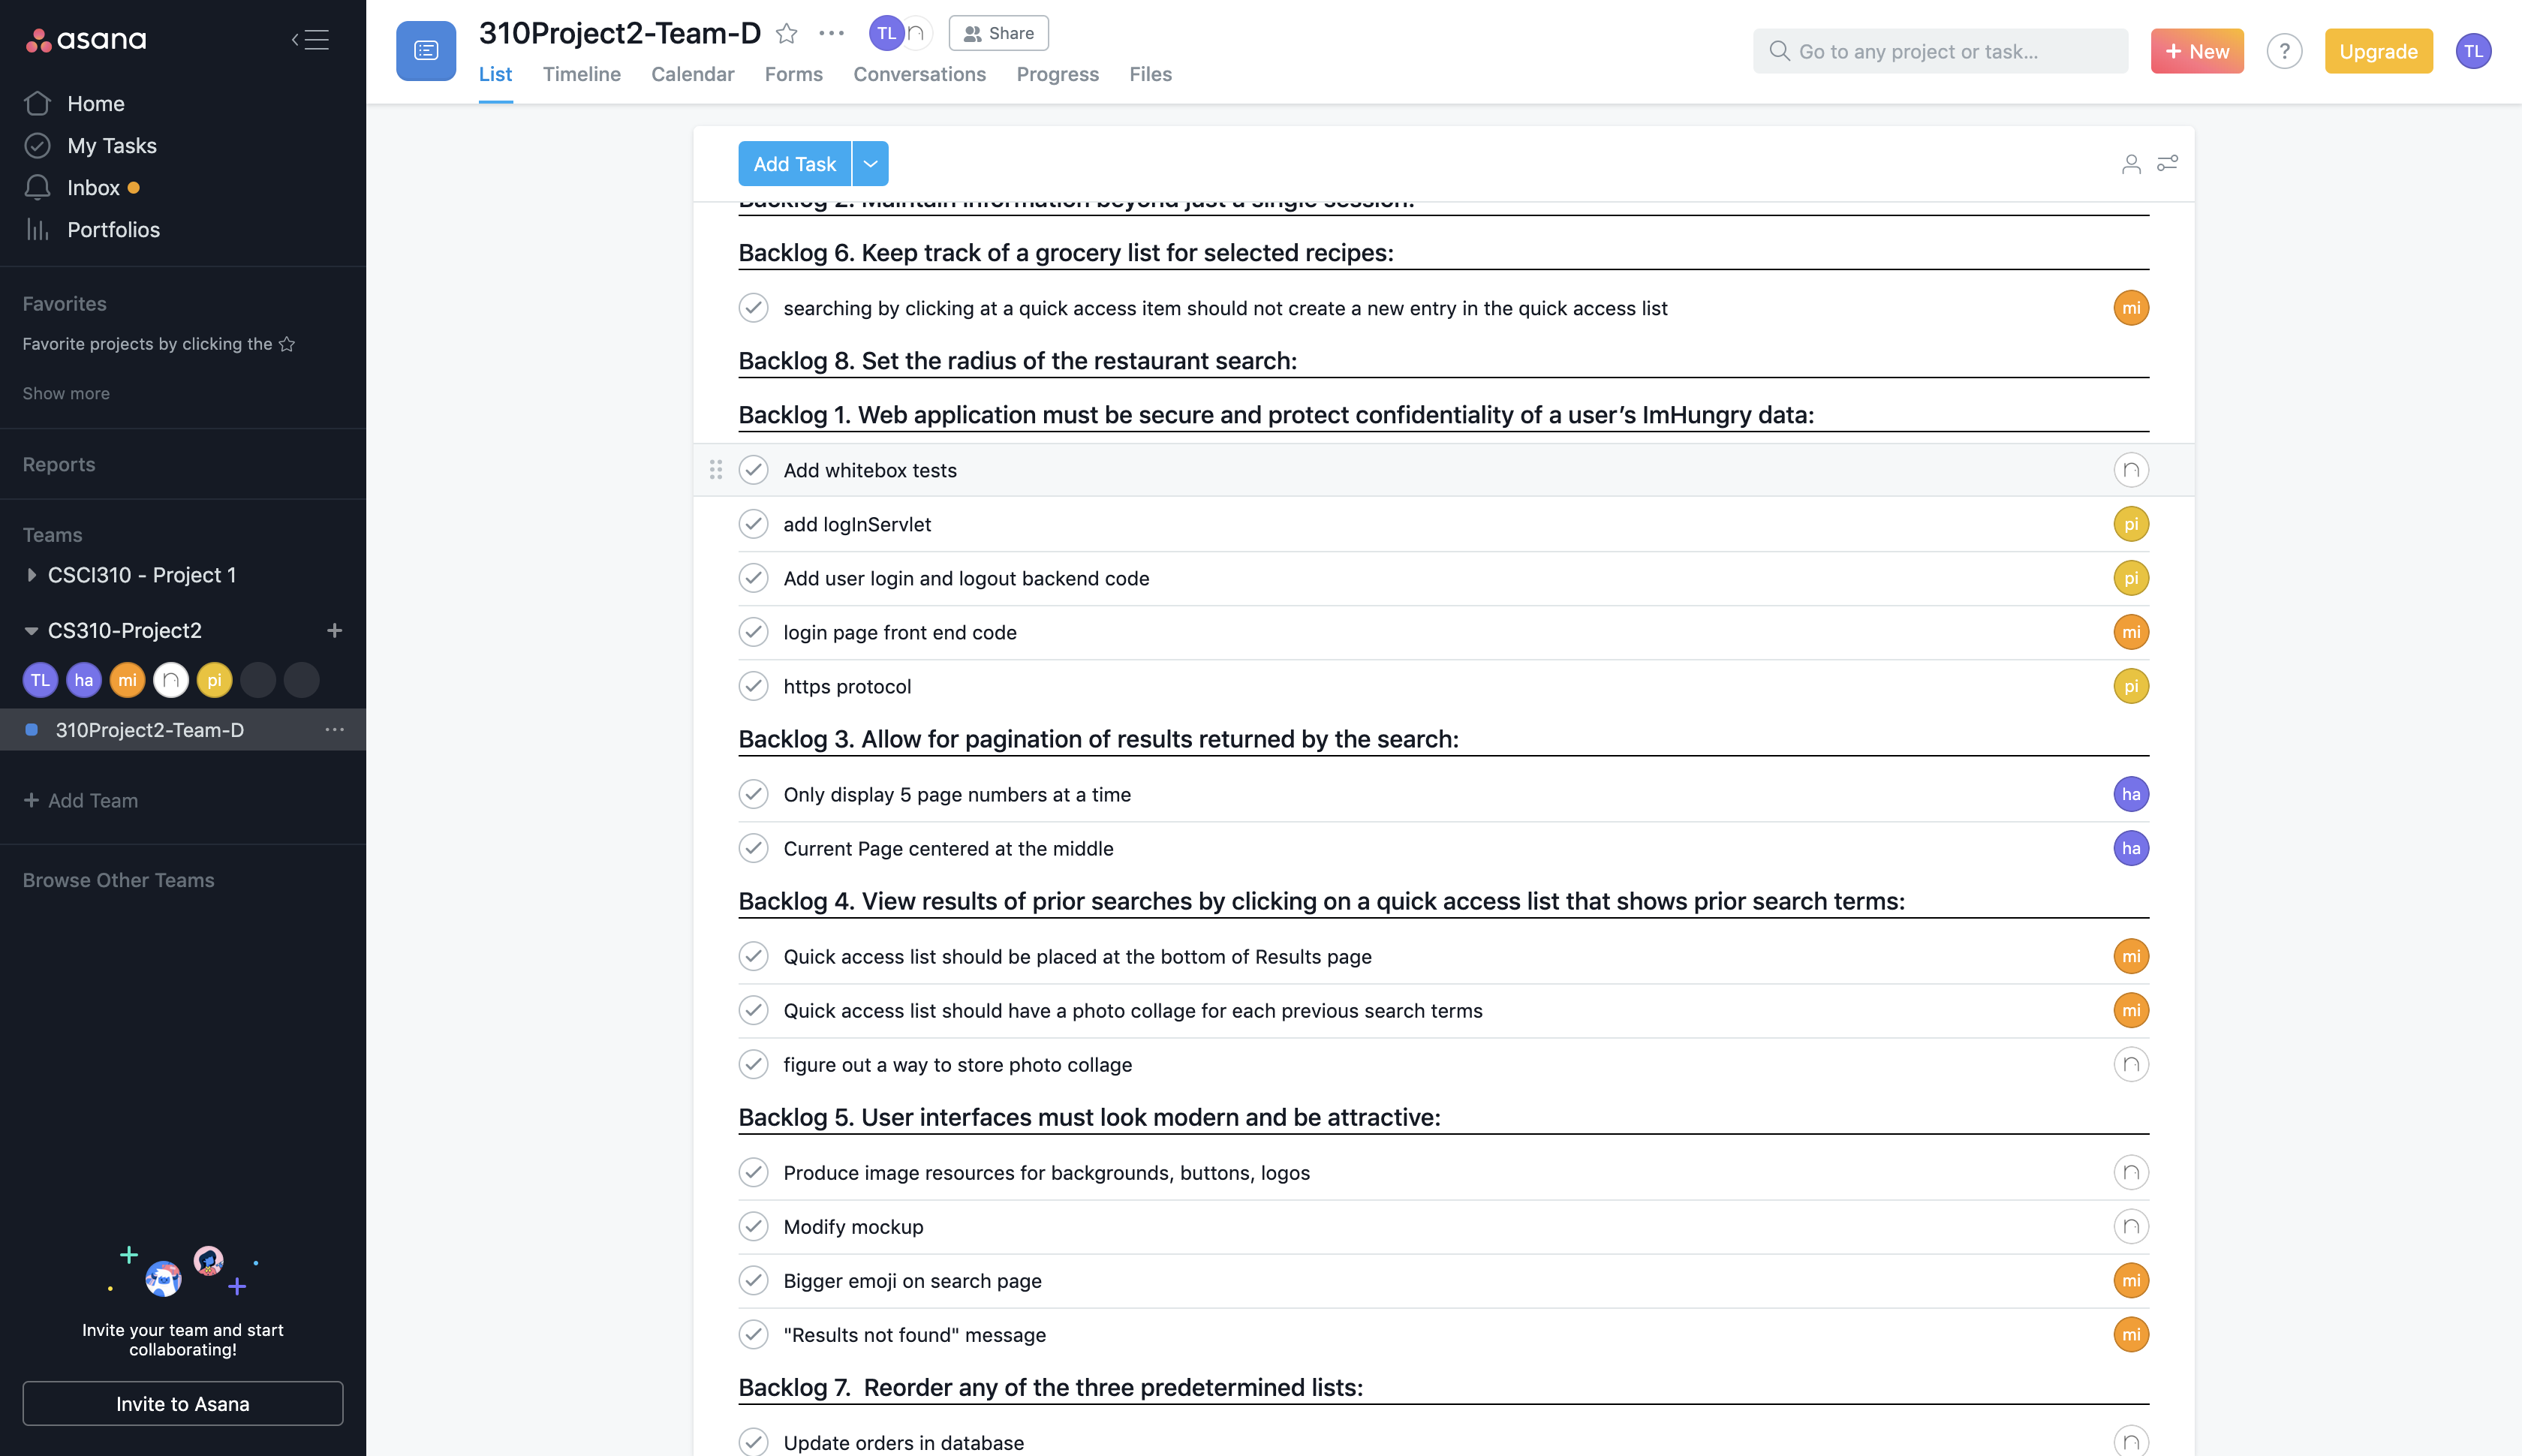 asana
Home
My Tasks
Inbox
Portfolios
Favorites
Favorite projects by clicking the
Show more
Reports
Teams
CSCI310 - Project 1
CS310-Project2
TL ha mi n pi
310Project2-Team-D
Add Team
Browse Other Teams
Invite your team and start
collaborating!
Invite to Asana
310Project2-Team-D
TL n Share
List Timeline Calendar Forms Conversations Progress Files
Go to any project or task...
+ New ? Upgrade TL
Add Task
Backlog 2. Maintain information beyond just a single session:
Backlog 6. Keep track of a grocery list for selected recipes:
searching by clicking at a quick access item should not create a new entry in the quick access list mi
Backlog 8. Set the radius of the restaurant search:
Backlog 1. Web application must be secure and protect confidentiality of a user’s ImHungry data:
Add whitebox tests n
add logInServlet pi
Add user login and logout backend code pi
login page front end code mi
https protocol pi
Backlog 3. Allow for pagination of results returned by the search:
Only display 5 page numbers at a time ha
Current Page centered at the middle ha
Backlog 4. View results of prior searches by clicking on a quick access list that shows prior search terms:
Quick access list should be placed at the bottom of Results page mi
Quick access list should have a photo collage for each previous search terms mi
figure out a way to store photo collage n
Backlog 5. User interfaces must look modern and be attractive:
Produce image resources for backgrounds, buttons, logos n
Modify mockup n
Bigger emoji on search page mi
"Results not found" message mi
Backlog 7.  Reorder any of the three predetermined lists:
Update orders in database n